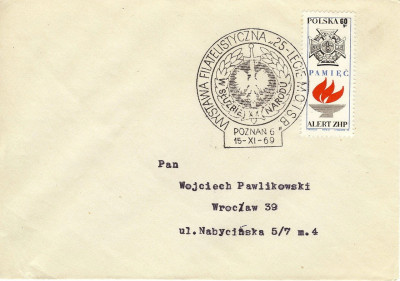 WYSTAWA FILATELISTYCZNA „25-LECIE M.O. I S.B.”
W SŁUŻBIE NARODU
POZNAŃ 6
15-XI-69
POLSKA 60 gr
PAMIĘĆ
ALERT ZHP
Pan
Wojciech Pawlikowski
Wrocław 39
ul. Nabycińska 5/7 m.4